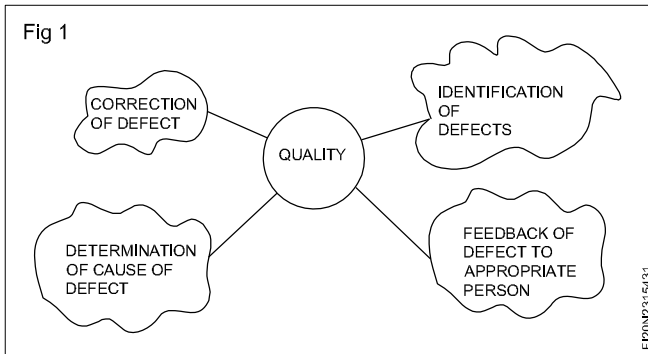 Fig 1
CORRECTION
OF DEFECT
IDENTIFICATION
OF
DEFECTS
QUALITY
DETERMINATION
OF CAUSE OF
DEFECT
FEEDBACK OF
DEFECT TO
APPROPRIATE
PERSON